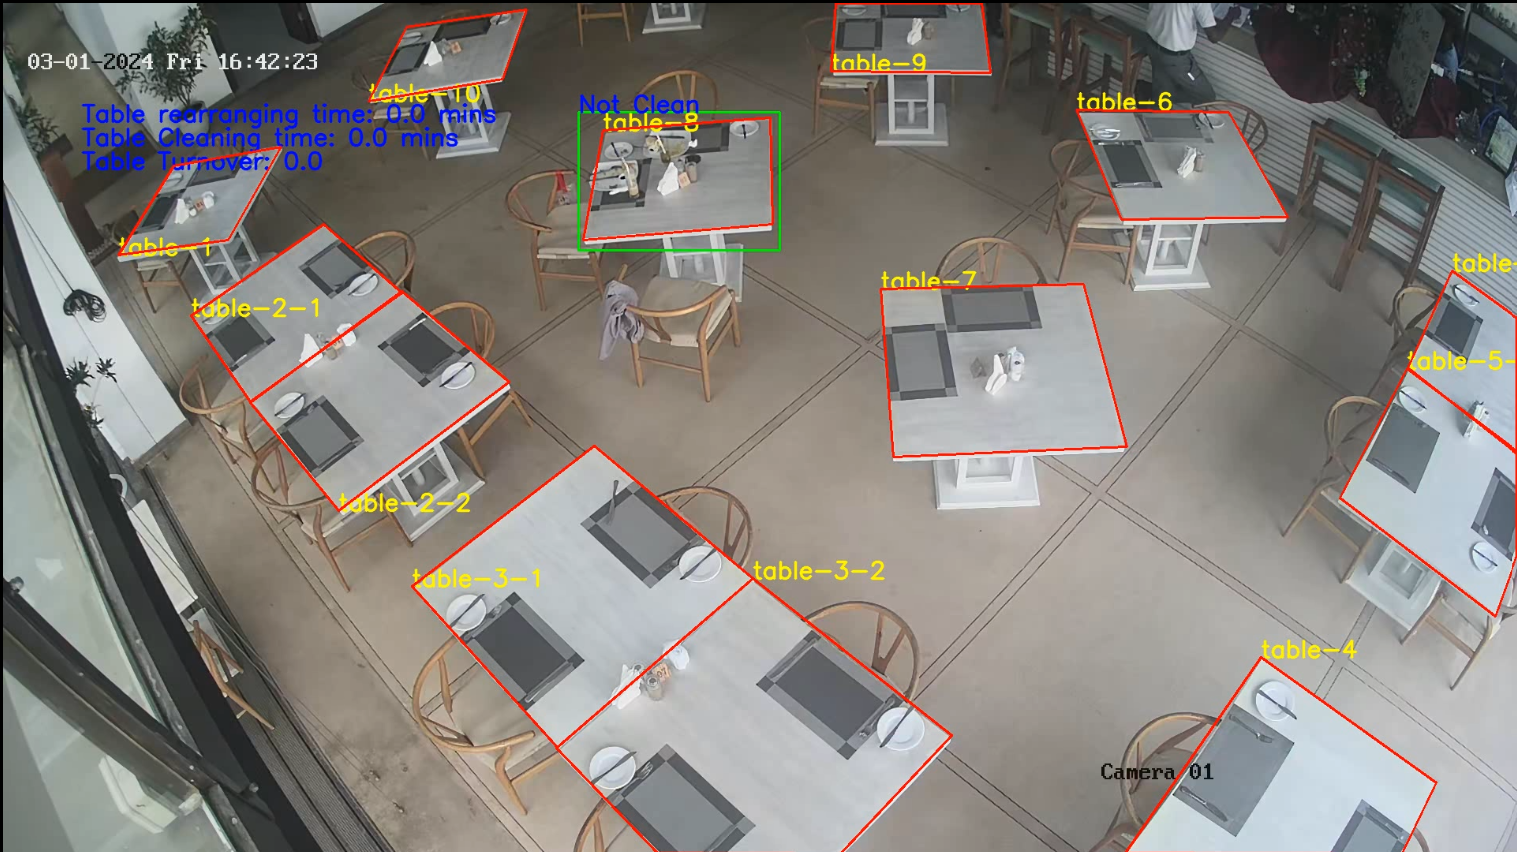 03-01-2024 Fri 16:42:23
table-9
table-10
table-6
Not Clean
table-8
Table rearranging time: 0.0 mins
Table Cleaning time: 0.0 mins
Table Turnover: 0.0
table-1
table-
table-7
table-2-1
table-5-
table-2-2
table-3-1
table-3-2
table-4
Camera 01